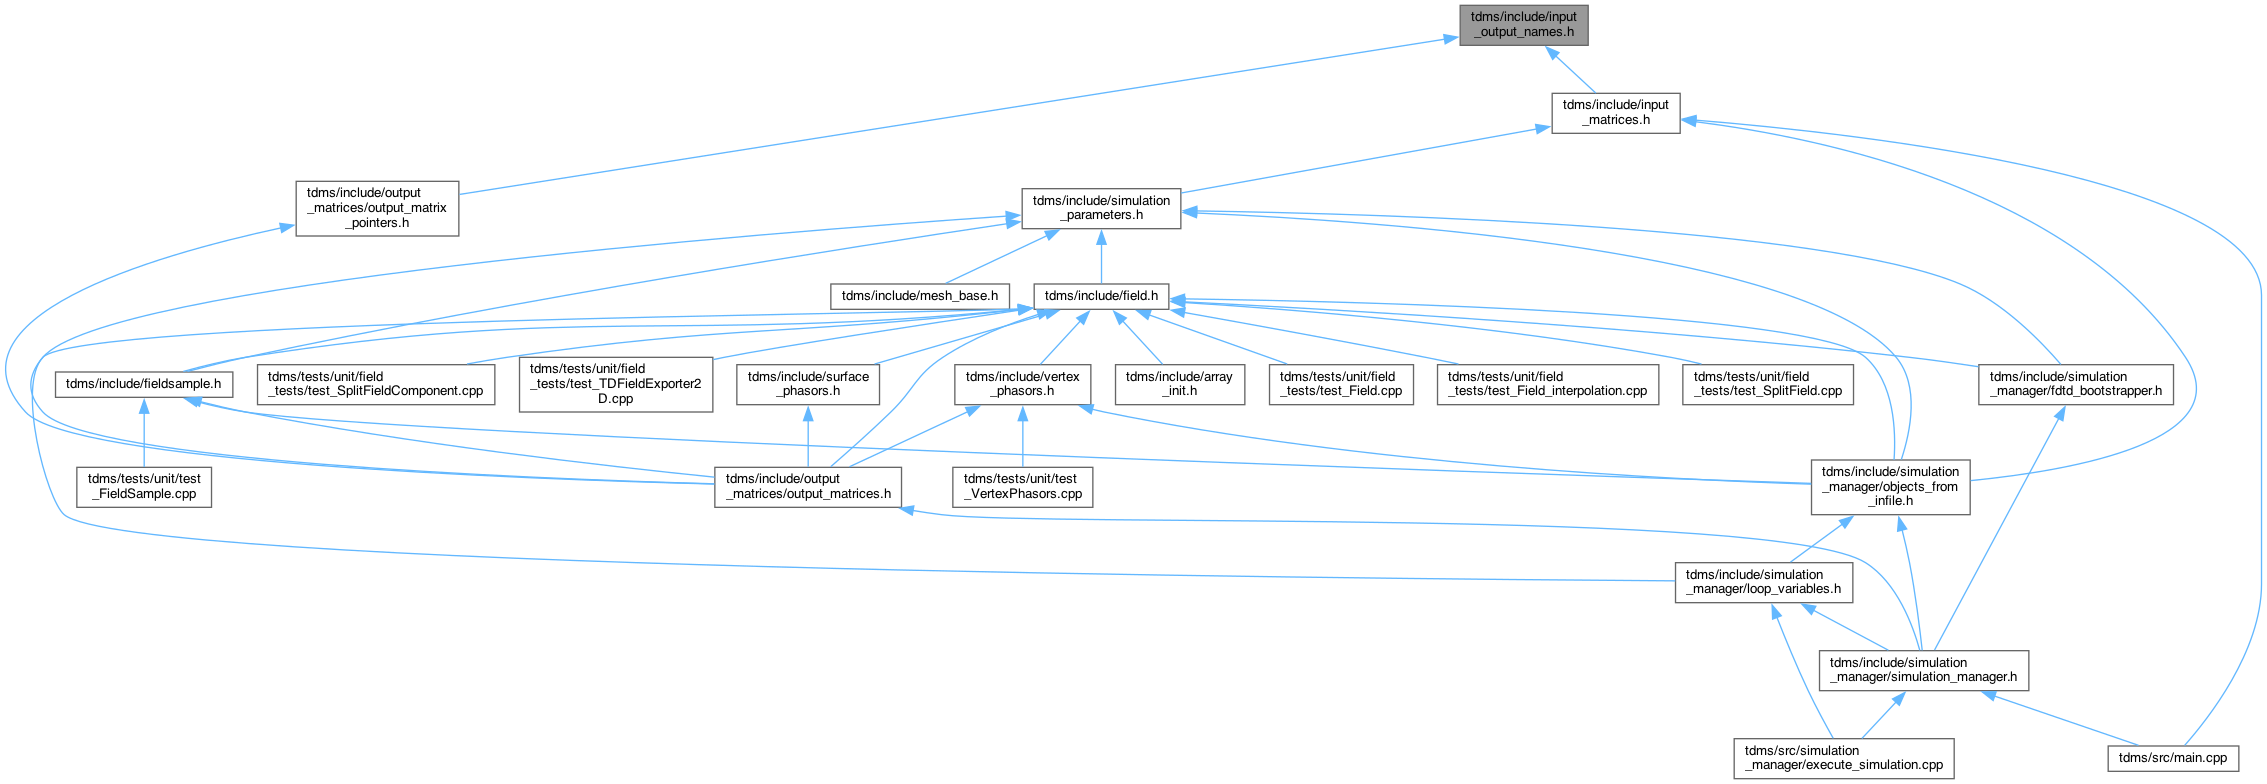 tdms/include/input
_output_names.h
tdms/include/input
_matrices.h
tdms/include/output
_matrices/output_matrix
_pointers.h
tdms/include/simulation
_parameters.h
tdms/include/mesh_base.h
tdms/include/field.h
tdms/include/fieldsample.h
tdms/tests/unit/field
_tests/test_SplitFieldComponent.cpp
tdms/tests/unit/field
_tests/test_TDFieldExporter2
D.cpp
tdms/include/surface
_phasors.h
tdms/include/vertex
_phasors.h
tdms/include/array
_init.h
tdms/tests/unit/field
_tests/test_Field.cpp
tdms/tests/unit/field
_tests/test_Field_interpolation.cpp
tdms/tests/unit/field
_tests/test_SplitField.cpp
tdms/include/simulation
_manager/fdtd_bootstrapper.h
tdms/tests/unit/test
_FieldSample.cpp
tdms/include/output
_matrices/output_matrices.h
tdms/tests/unit/test
_VertexPhasors.cpp
tdms/include/simulation
_manager/objects_from
_infile.h
tdms/include/simulation
_manager/loop_variables.h
tdms/include/simulation
_manager/simulation_manager.h
tdms/src/simulation
_manager/execute_simulation.cpp
tdms/src/main.cpp